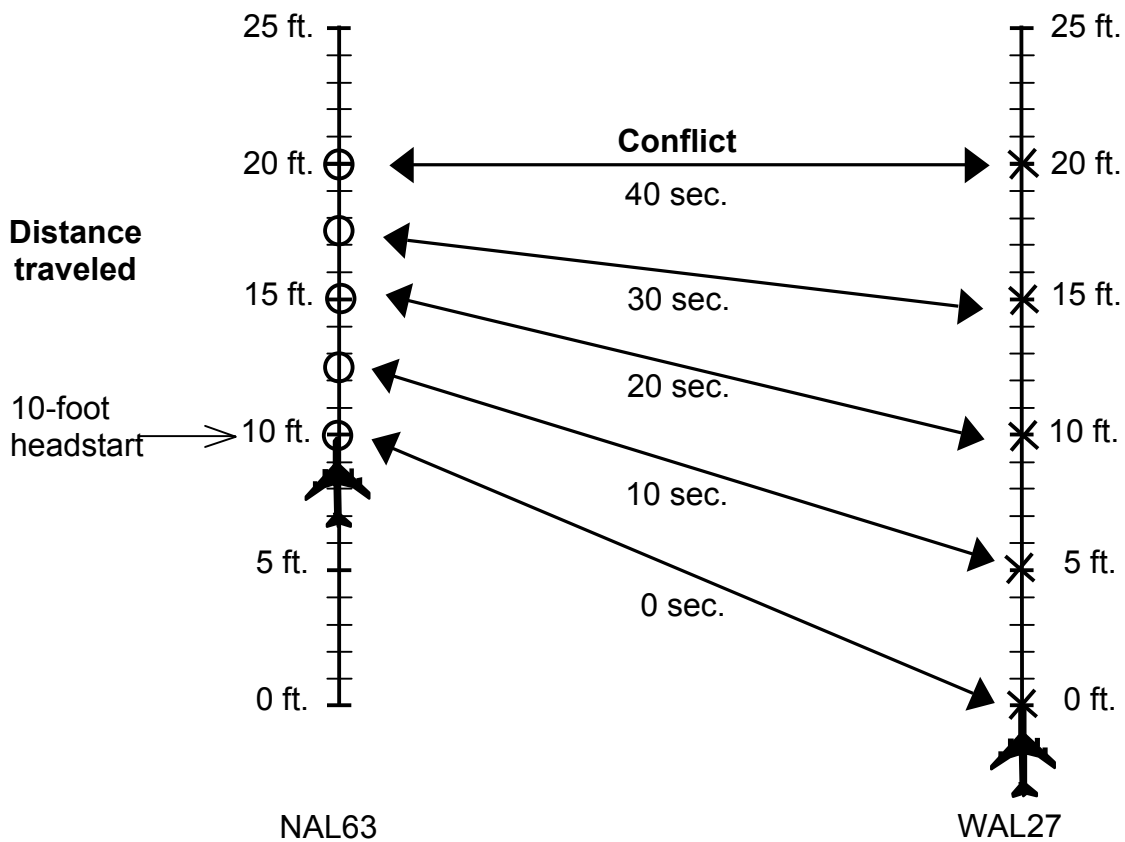 25 ft.
25 ft.
Conflict
20 ft.
20 ft.
40 sec.
Distance
traveled
15 ft.
15 ft.
30 sec.
20 sec.
10-foot
headstart
10 ft.
10 ft.
10 sec.
5 ft.
5 ft.
0 sec.
0 ft.
0 ft.
NAL63
WAL27